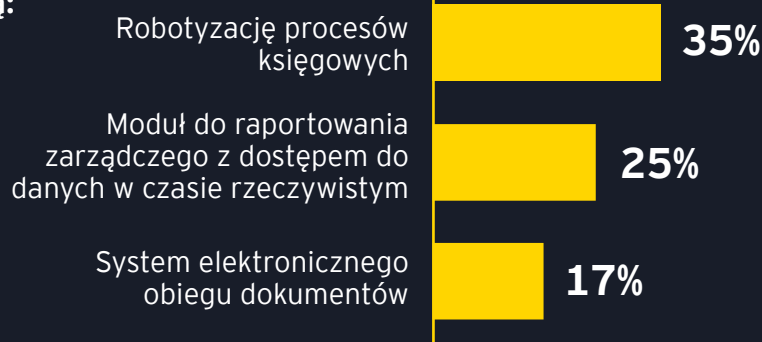 Robotyzację procesów
księgowych
35%
Moduł do raportowania
zarządczego z dostępem do
danych w czasie rzeczywistym
25%
System elektronicznego
obiegu dokumentów
17%